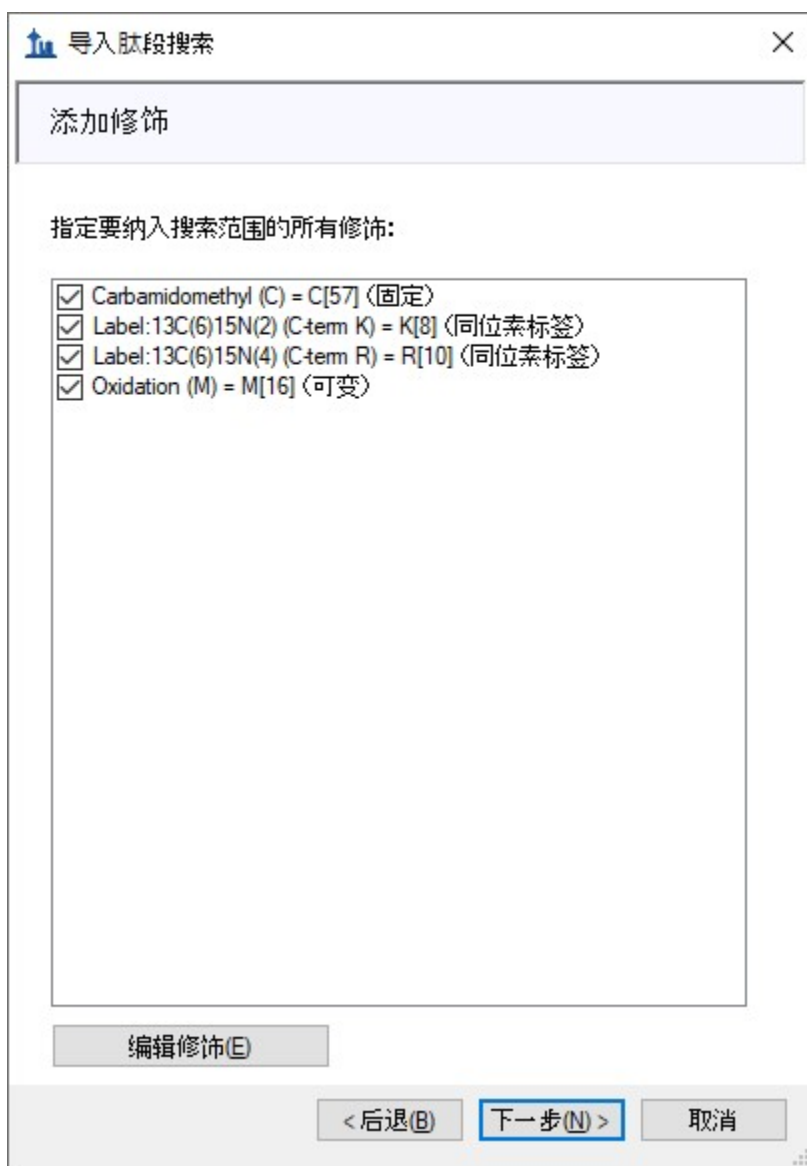 导入肽段搜索
添加修饰
指定要纳入搜索范围的所有修饰:
Carbamidomethyl (C) = C[57] (固定)
Label:13C(6)15N(2) (C-term K) = K[8] (同位素标签)
Label:13C(6)15N(4) (C-term R) = R[10] (同位素标签)
Oxidation (M) = M[16] (可变)
编辑修饰(E)
<后退(B) 下一步(N) > 取消